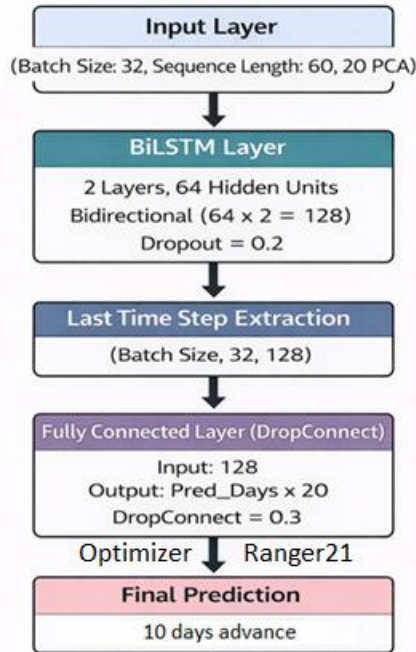 Input Layer
(Batch Size: 32, Sequence Length: 60, 20 PCA)
BiLSTM Layer
2 Layers, 64 Hidden Units
Bidirectional (64 x 2 = 128)
Dropout = 0.2
Last Time Step Extraction
(Batch Size, 32, 128)
Fully Connected Layer (DropConnect)
Input: 128
Output: Pred_Days x 20
DropConnect = 0.3
Optimizer Ranger21
Final Prediction
10 days advance